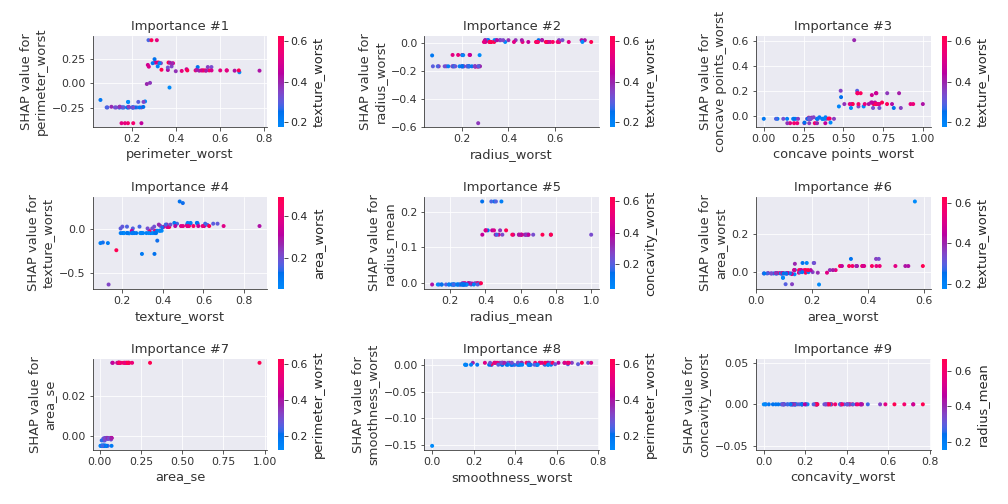 Importance #1
SHAP value for
perimeter_worst
0.25
0.00
−0.25
0.2 0.4 0.6 0.8
perimeter_worst
0.6
0.4
0.2
texture_worst
Importance #2
SHAP value for
radius_worst
0.0
−0.2
−0.4
−0.6
0.2 0.4 0.6
radius_worst
0.6
0.4
0.2
texture_worst
Importance #3
SHAP value for
concave points_worst
0.6
0.4
0.2
0.0
0.00 0.25 0.50 0.75 1.00
concave points_worst
0.6
0.4
0.2
texture_worst
Importance #4
SHAP value for
texture_worst
0.0
−0.5
0.2 0.4 0.6 0.8
texture_worst
0.4
0.2
area_worst
Importance #5
SHAP value for
radius_mean
0.2
0.1
0.0
0.2 0.4 0.6 0.8 1.0
radius_mean
0.6
0.4
0.2
concavity_worst
Importance #6
SHAP value for
area_worst
0.2
0.0
0.0 0.2 0.4 0.6
area_worst
0.6
0.4
0.2
texture_worst
Importance #7
SHAP value for
area_se
0.02
0.00
0.00 0.25 0.50 0.75 1.00
area_se
0.6
0.4
0.2
perimeter_worst
Importance #8
SHAP value for
smoothness_worst
0.00
−0.05
−0.10
−0.15
0.0 0.2 0.4 0.6 0.8
smoothness_worst
0.6
0.4
0.2
perimeter_worst
Importance #9
SHAP value for
concavity_worst
0.05
0.00
−0.05
0.0 0.2 0.4 0.6 0.8
concavity_worst
0.6
0.4
0.2
radius_mean